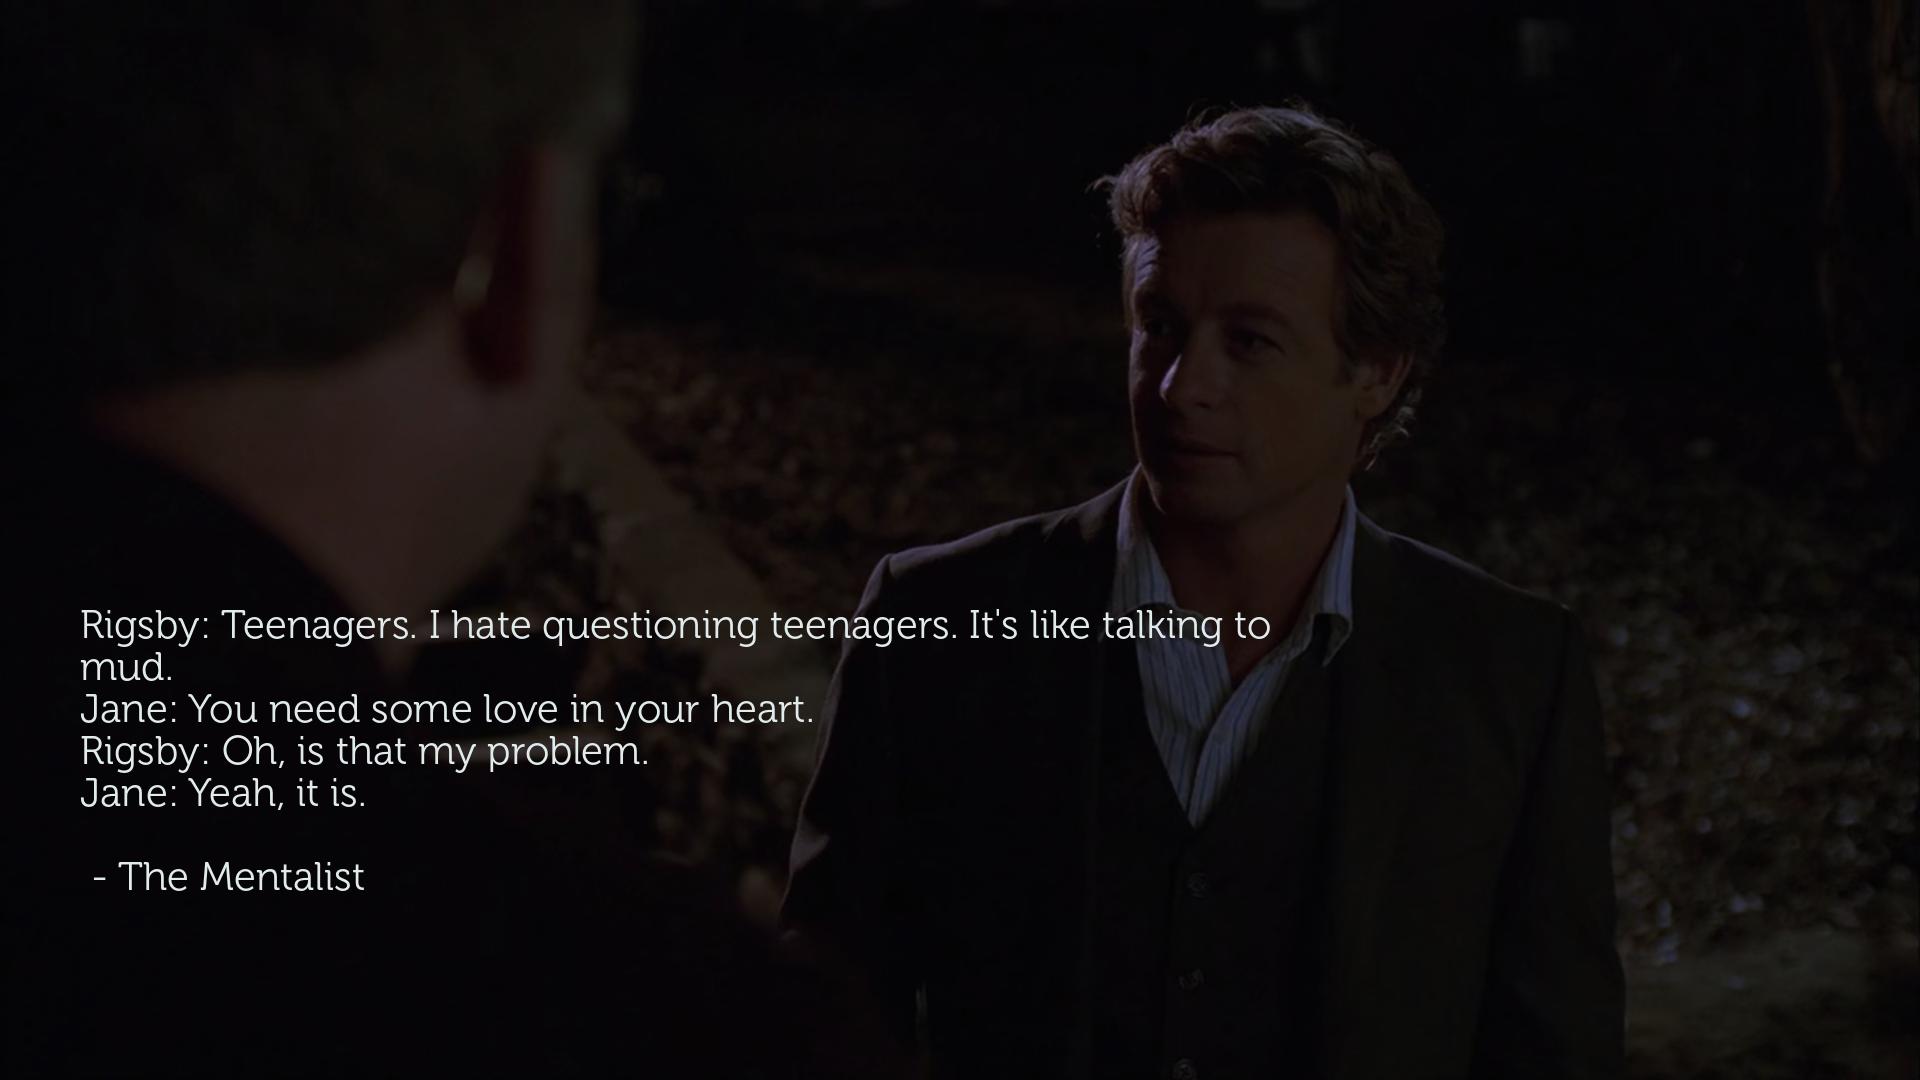 Rigsby: Teenagers. I hate questioning teenagers. It's like talking to
mud.
Jane: You need some love in your heart.
Rigsby: Oh, is that my problem.
Jane: Yeah, it is.
- The Mentalist